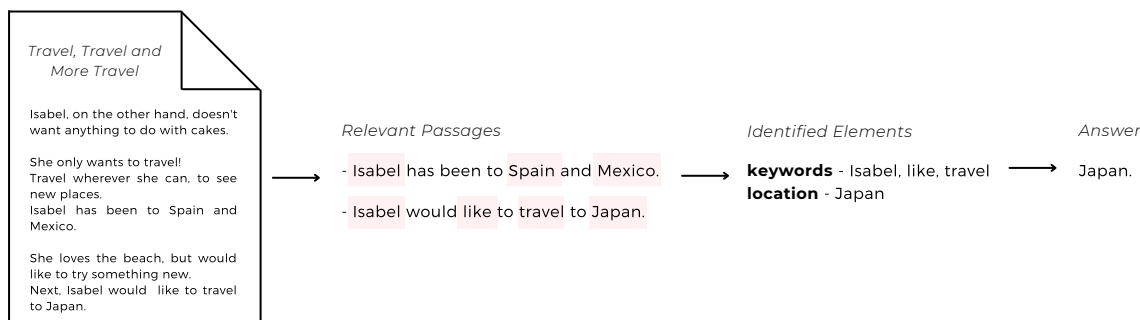 Travel, Travel and
More Travel
Isabel, on the other hand, doesn't
want anything to do with cakes.
She only wants to travel!
Travel wherever she can, to see
new places.
Isabel has been to Spain and
Mexico.
She loves the beach, but would
like to try something new.
Next, Isabel would like to travel
to Japan.
Relevant Passages
- Isabel has been to Spain and Mexico.
- Isabel would like to travel to Japan.
Identified Elements
keywords - Isabel, like, travel
location - Japan
Answer
Japan.